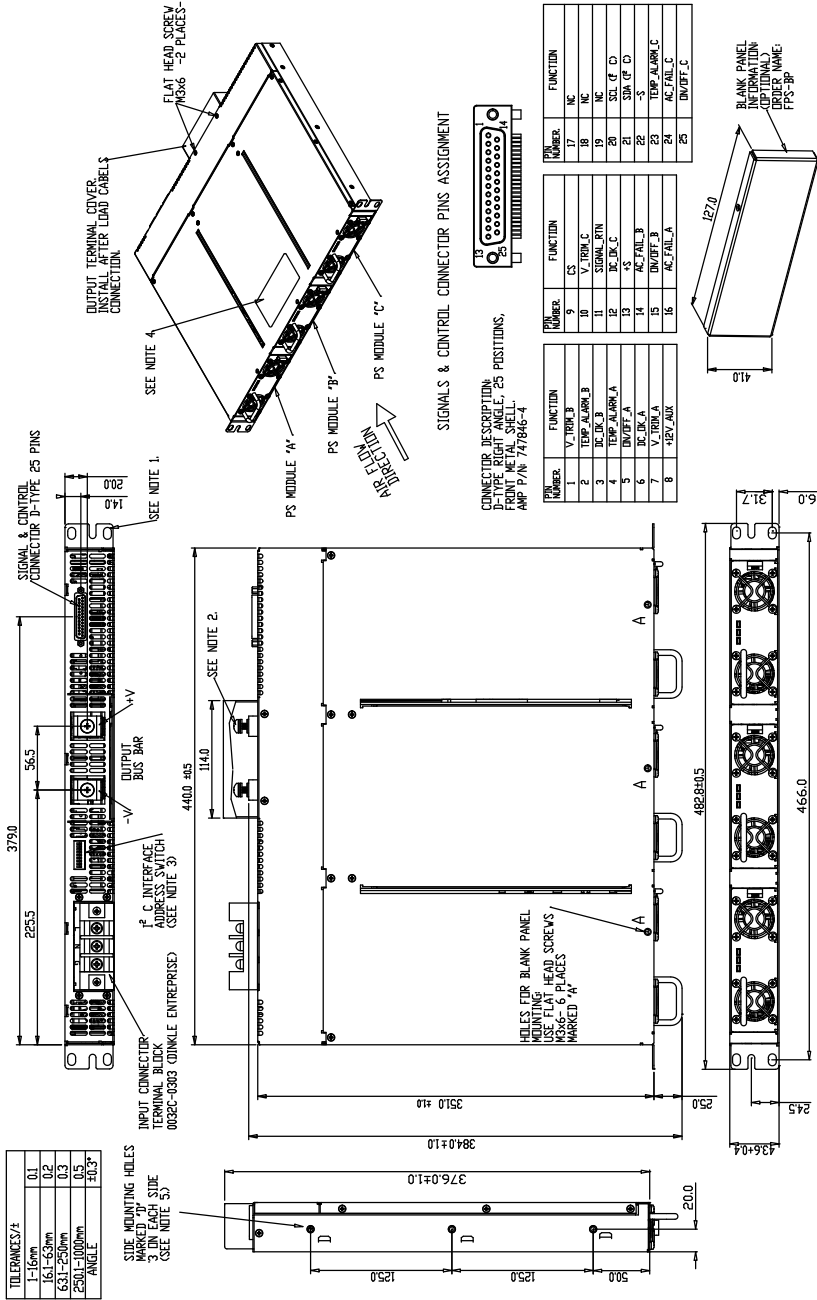 TOLERANCES/±
1-16mm 0.1
16.1-63mm 0.2
63.1-250mm 0.3
250.1-1000mm 0.5
ANGLE ±0.3°
379.0
225.5
56.5
SIGNAL & CONTROL
CONNECTOR D-TYPE 25 PINS
14.0
20.0
SEE NOTE 1.
INPUT CONNECTOR-
TERMINAL BLOCK
0032C-0303 (DINKLE ENTREPRISE)
I² C INTERFACE
ADDRESS SWITCH
(SEE NOTE 3)
-V
OUTPUT
BUS BAR
+V
OUTPUT TERMINAL COVER.
INSTALL AFTER LOAD CABELS
CONNECTION.
FLAT HEAD SCREW
M3x6 -2 PLACES-
SEE NOTE 4.
PS MODULE "A"
PS MODULE "B"
PS MODULE "C"
AIR FLOW
DIRECTION
SIDE MOUNTING HOLES
MARKED "D"
3 ON EACH SIDE
(SEE NOTE 5.)
376.0±1.0
D
D
D
125.0
125.0
50.0
20.0
384.0±1.0
351.0 ±1.0
25.0
440.0 ±0.5
114.0
SEE NOTE 2.
HOLES FOR BLANK PANEL
MOUNTING:
USE FLAT HEAD SCREWS
M3x6- 6 PLACES
MARKED "A"
A
A
A
SIGNALS & CONTROL CONNECTOR PINS ASSIGNMENT
CONNECTOR DESCRIPTION:
D-TYPE RIGHT ANGLE, 25 POSITIONS,
FRONT METAL SHELL.
AMP P/N: 747846-4
13
1
25
14
PIN NUMBER. FUNCTION
1 V_TRIM_B
2 TEMP_ALARM_B
3 DC_OK_B
4 TEMP_ALARM_A
5 ON/OFF_A
6 DC_OK_A
7 V_TRIM_A
8 +12V_AUX
PIN NUMBER. FUNCTION
9 CS
10 V_TRIM_C
11 SIGNAL_RTN
12 DC_OK_C
13 +S
14 AC_FAIL_B
15 ON/OFF_B
16 AC_FAIL_A
PIN NUMBER. FUNCTION
17 NC
18 NC
19 NC
20 SCL (I² C)
21 SDA (I² C)
22 -S
23 TEMP_ALARM_C
24 AC_FAIL_C
25 ON/OFF_C
482.8±0.5
466.0
43.6+0.4
24.5
31.7
6.0
127.0
41.0
BLANK PANEL
INFORMATION:
(OPTIONAL)
ORDER NAME:
FPS-BP